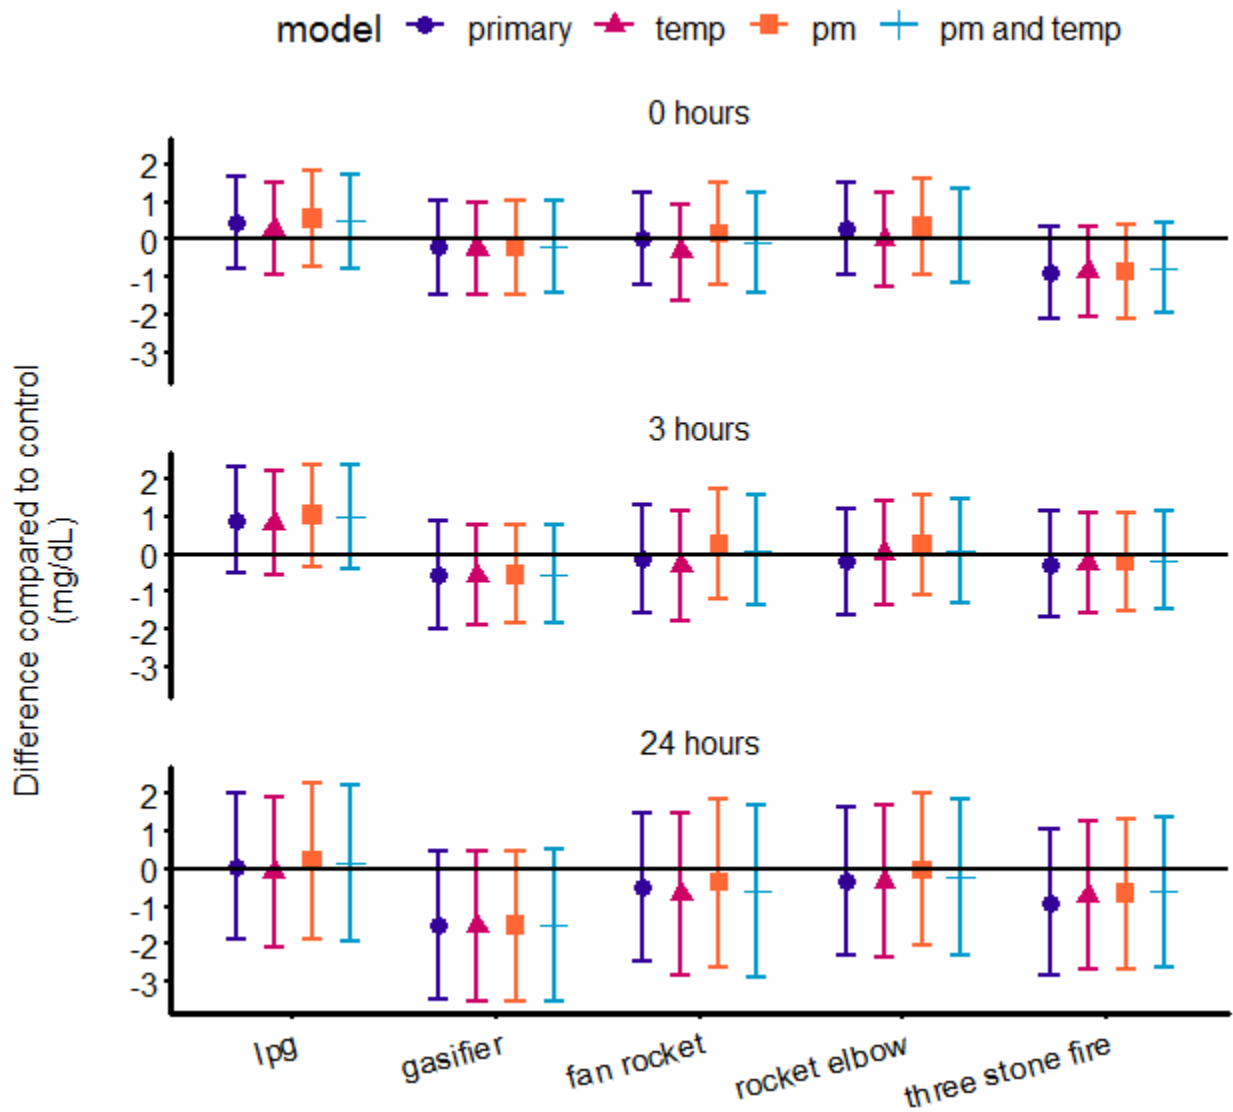 model primary temp pm pm and temp
0 hours
2
1
0
-1
-2
-3
3 hours
2
1
0
-1
-2
-3
24 hours
2
1
0
-1
-2
-3
Difference compared to control
(mg/dL)
lpg gasifier fan rocket rocket elbow three stone fire